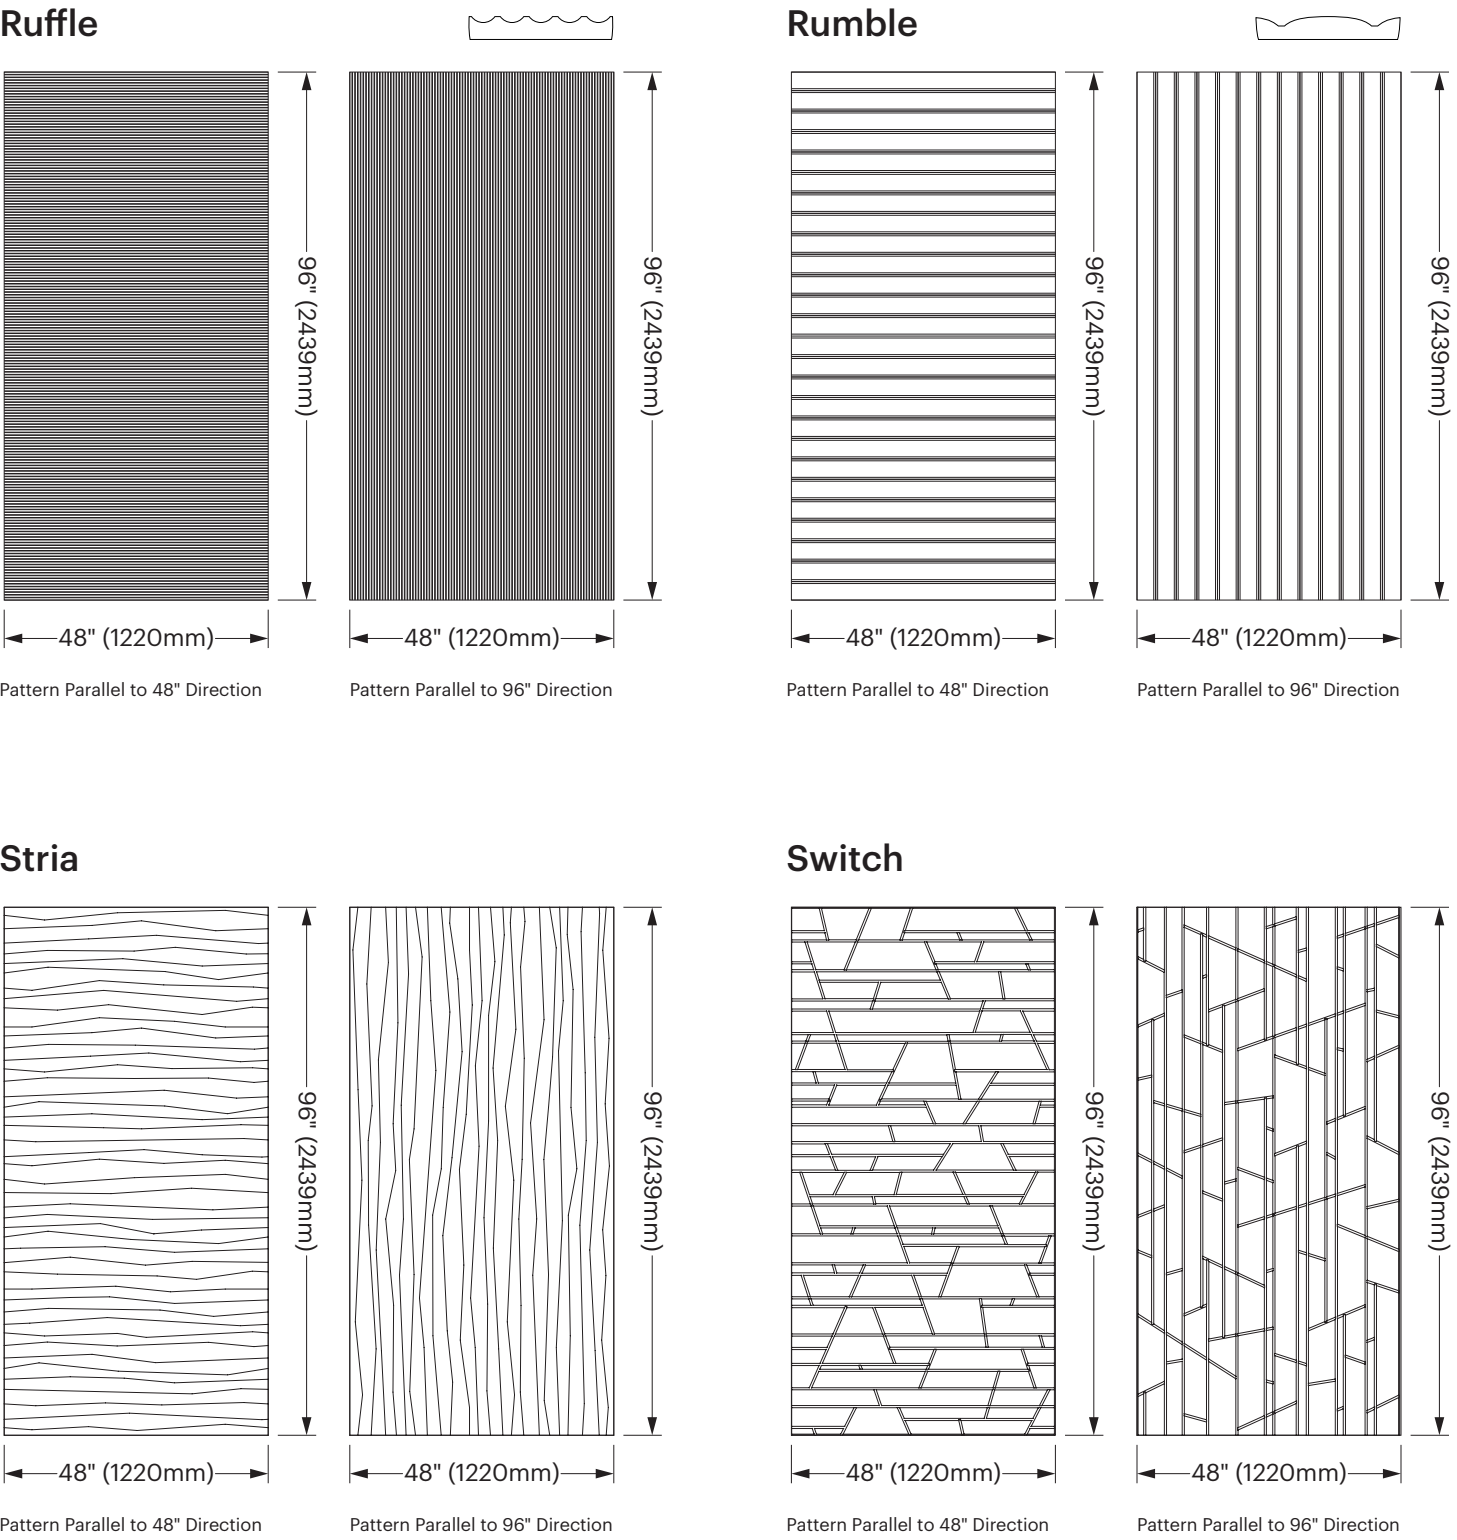 Ruffle
Rumble
96" (2439mm)
96" (2439mm)
96" (2439mm)
96" (2439mm)
48" (1220mm)
48" (1220mm)
48" (1220mm)
48" (1220mm)
Pattern Parallel to 48" Direction
Pattern Parallel to 96" Direction
Pattern Parallel to 48" Direction
Pattern Parallel to 96" Direction
Stria
Switch
96" (2439mm)
96" (2439mm)
96" (2439mm)
96" (2439mm)
48" (1220mm)
48" (1220mm)
48" (1220mm)
48" (1220mm)
Pattern Parallel to 48" Direction
Pattern Parallel to 96" Direction
Pattern Parallel to 48" Direction
Pattern Parallel to 96" Direction